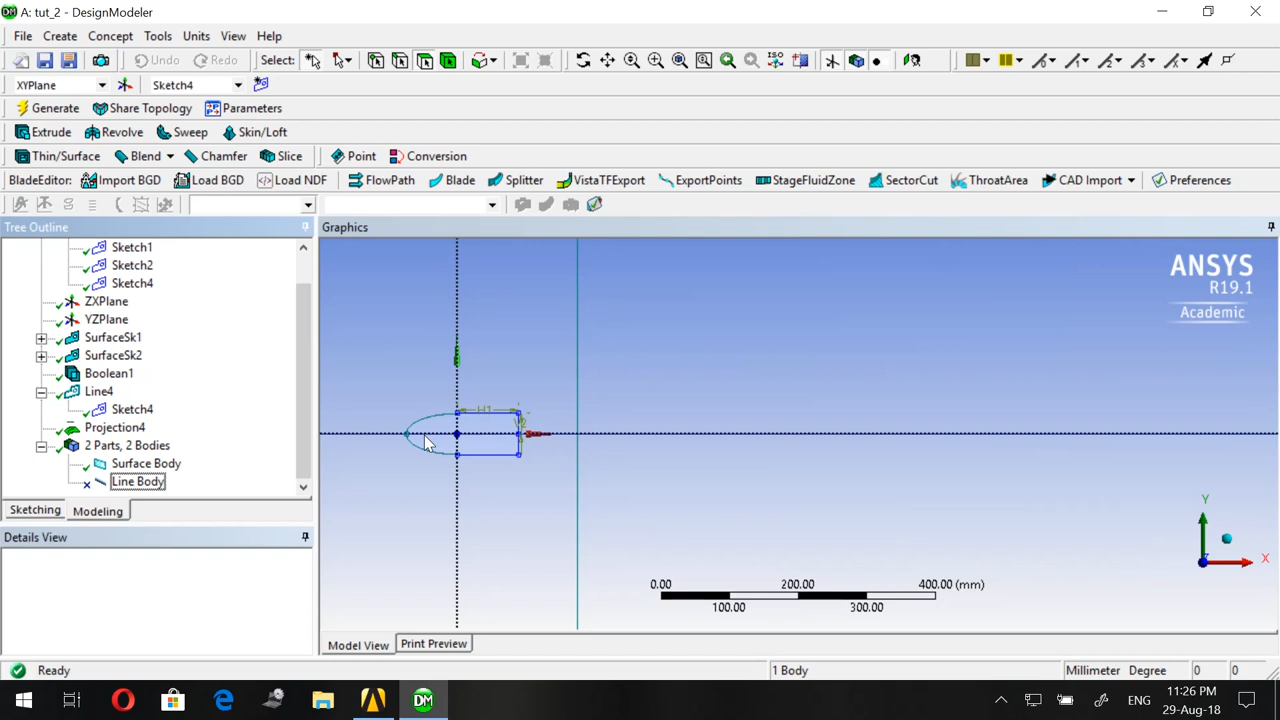 A: tut_2 - DesignModeler
File Create Concept Tools Units View Help
Undo Redo Select: ISO
XYPlane Sketch4
Generate Share Topology Parameters
Extrude Revolve Sweep Skin/Loft
Thin/Surface Blend Chamfer Slice Point Conversion
BladeEditor: Import BGD Load BGD Load NDF FlowPath Blade Splitter VistaTFExport ExportPoints StageFluidZone SectorCut ThroatArea CAD Import Preferences
Tree Outline
Graphics
Sketch1
Sketch2
Sketch4
ZXPlane
YZPlane
SurfaceSk1
SurfaceSk2
Boolean1
Line4
Sketch4
Projection4
2 Parts, 2 Bodies
Surface Body
Line Body
Sketching Modeling
Details View
ANSYS
R19.1
Academic
H1
Y
X
0.00 200.00 400.00 (mm)
100.00 300.00
Model View Print Preview
Ready 1 Body Millimeter Degree 0 0
DM ENG 11:26 PM
29-Aug-18